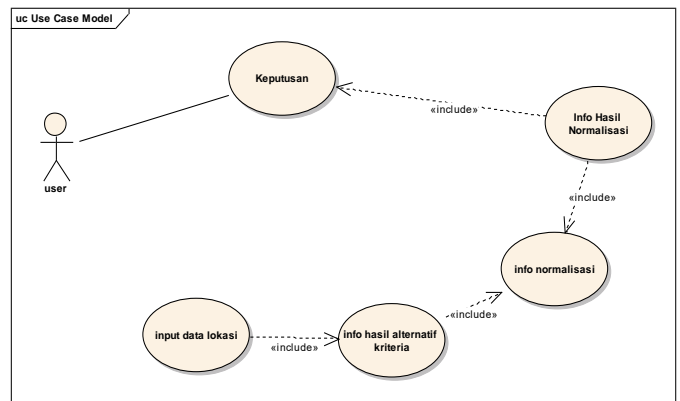 uc Use Case Model
Keputusan
«include»
Info Hasil
Normalisasi
user
«include»
info normalisasi
«include»
input data lokasi
«include»
info hasil alternatif
kriteria